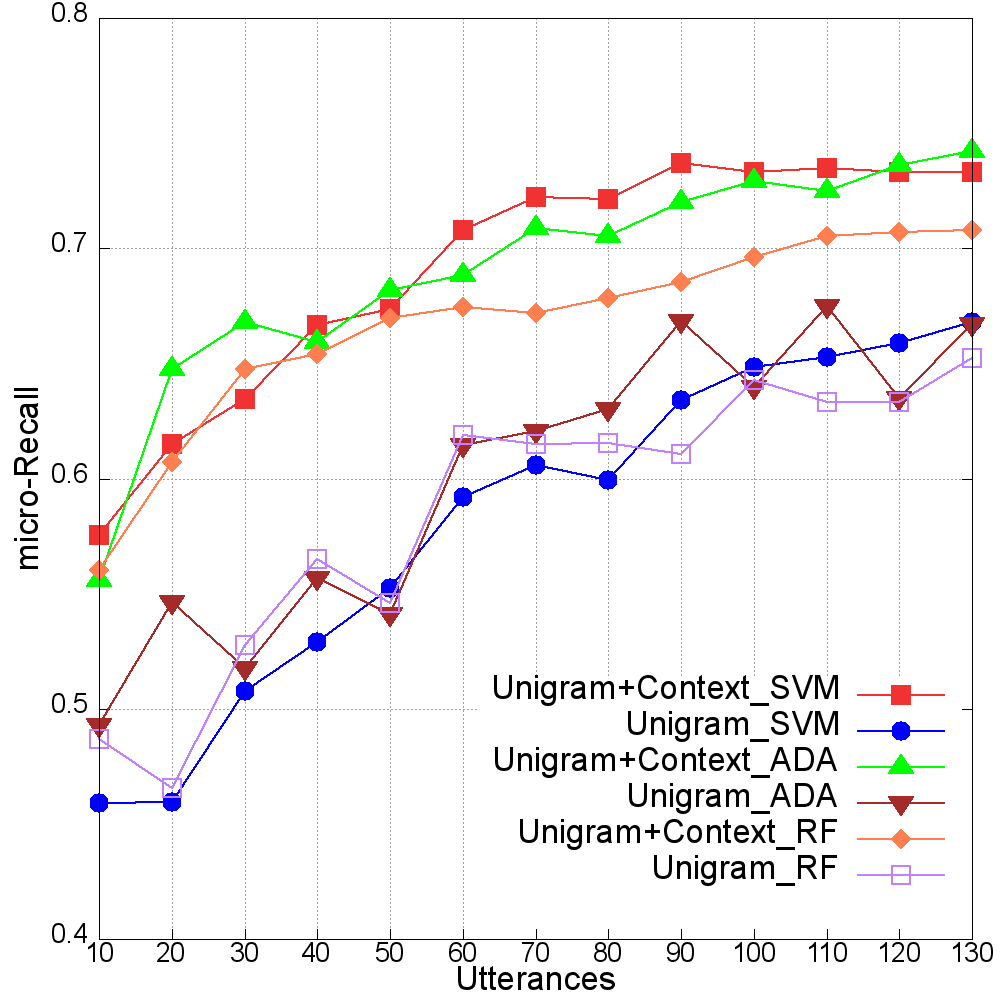 0.8
0.7
0.6
0.5
0.4
micro-Recall
Unigram+Context_SVM
Unigram_SVM
Unigram+Context_ADA
Unigram_ADA
Unigram+Context_RF
Unigram_RF
10 20 30 40 50 60 70 80 90 100 110 120 130
Utterances